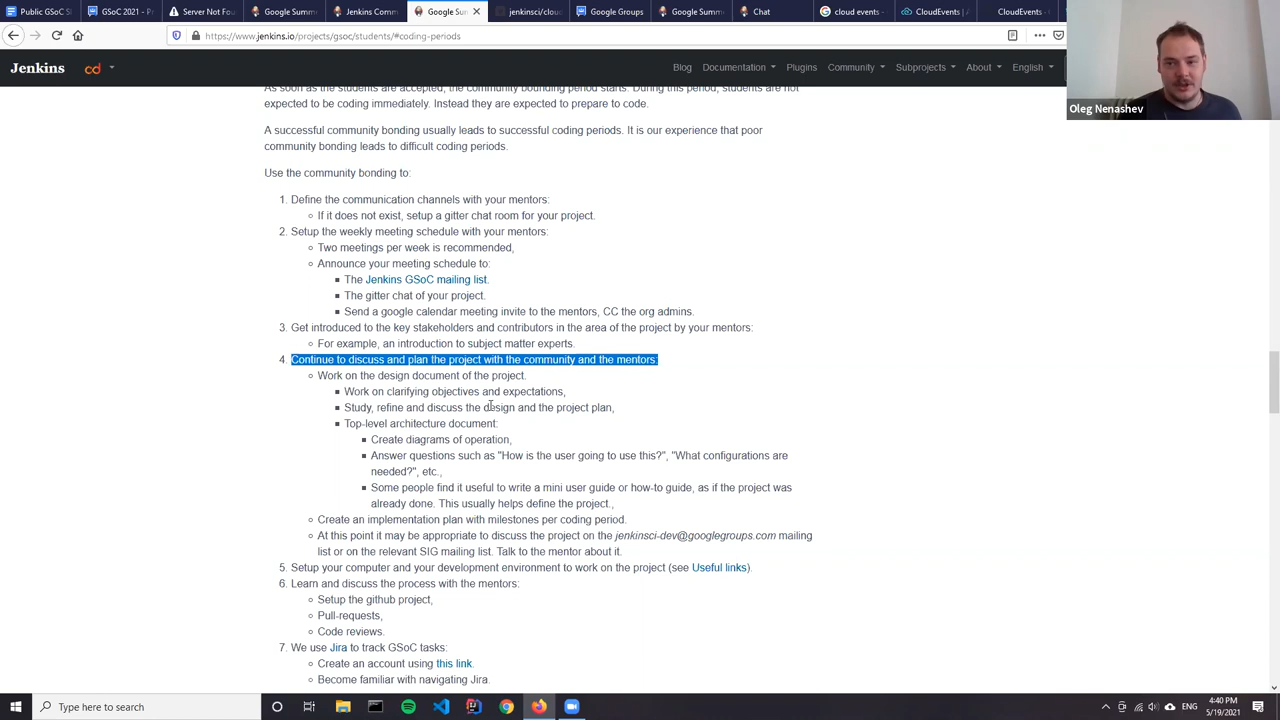 Public GSoC
GSoC 2021 -
Server Not Fou
Google Summe
Jenkins Comm
Google Sum
jenkinsci/cloud
Google Groups
Google Summe
Chat
cloud events -
CloudEvents | A
CloudEvents
https://www.jenkins.io/projects/gsoc/students/#coding-periods
Jenkins
cd
Blog Documentation Plugins Community Subprojects About English
As soon as the students are accepted, the community bounding period starts. During this period, students are not
expected to be coding immediately. Instead they are expected to prepare to code.
A successful community bonding usually leads to successful coding periods. It is our experience that poor
community bonding leads to difficult coding periods.
Use the community bonding to:
1. Define the communication channels with your mentors:
If it does not exist, setup a gitter chat room for your project.
2. Setup the weekly meeting schedule with your mentors:
Two meetings per week is recommended,
Announce your meeting schedule to:
The Jenkins GSoC mailing list.
The gitter chat of your project.
Send a google calendar meeting invite to the mentors, CC the org admins.
3. Get introduced to the key stakeholders and contributors in the area of the project by your mentors:
For example, an introduction to subject matter experts.
4. Continue to discuss and plan the project with the community and the mentors:
Work on the design document of the project.
Work on clarifying objectives and expectations,
Study, refine and discuss the design and the project plan,
Top-level architecture document:
Create diagrams of operation,
Answer questions such as "How is the user going to use this?", "What configurations are
needed?", etc.,
Some people find it useful to write a mini user guide or how-to guide, as if the project was
already done. This usually helps define the project.,
Create an implementation plan with milestones per coding period.
At this point it may be appropriate to discuss the project on the jenkinsci-dev@googlegroups.com mailing
list or on the relevant SIG mailing list. Talk to the mentor about it.
5. Setup your computer and your development environment to work on the project (see Useful links).
6. Learn and discuss the process with the mentors:
Setup the github project,
Pull-requests,
Code reviews.
7. We use Jira to track GSoC tasks:
Create an account using this link.
Become familiar with navigating Jira.
Oleg Nenashev
Type here to search
4:40 PM
5/19/2021